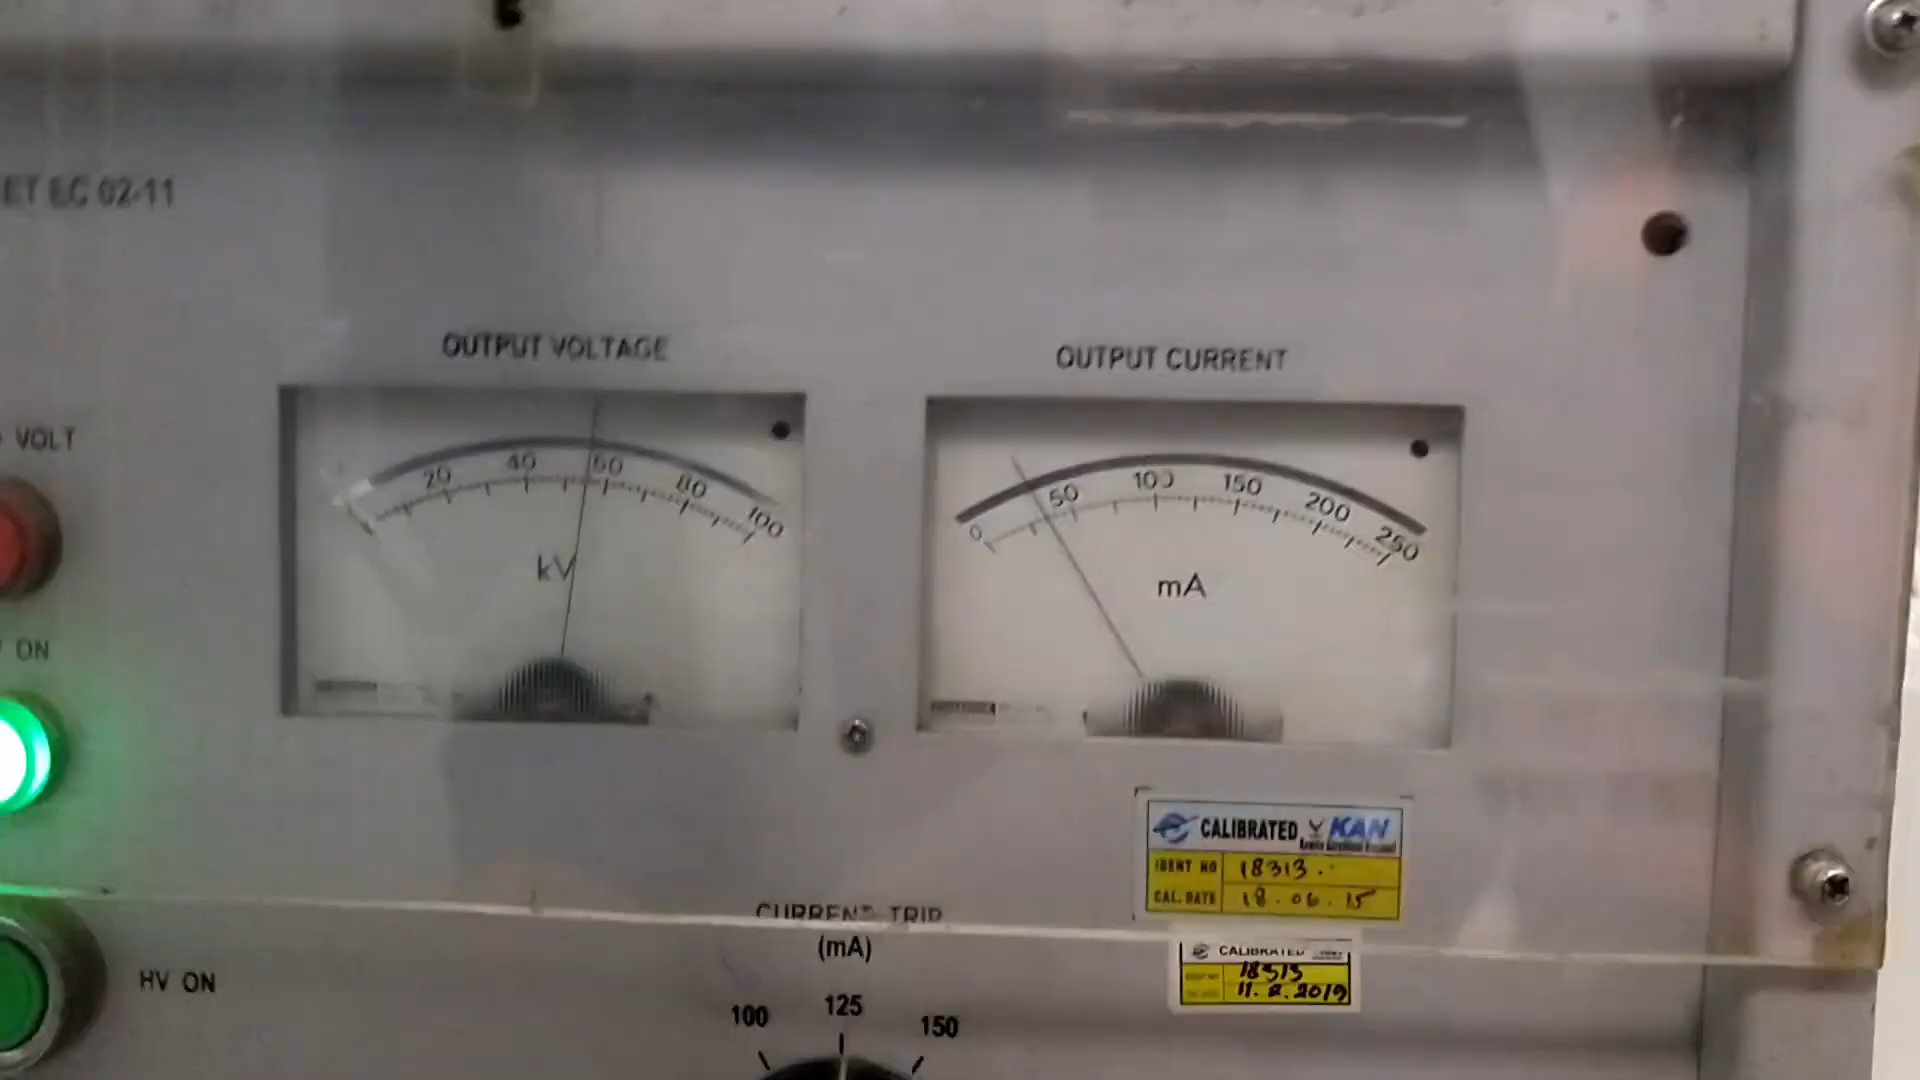 ET EC 02-11
OUTPUT VOLTAGE
OUTPUT CURRENT
VOLT
20 40 60 80 100
kV
0 50 100 150 200 250
mA
ON
CALIBRATED KAN
IDENT NO 18313.
CAL. DATE 18.06.15
CURRENT TRIP
(mA)
CALIBRATED
18313
11.2.2019
HV ON
100 125 150